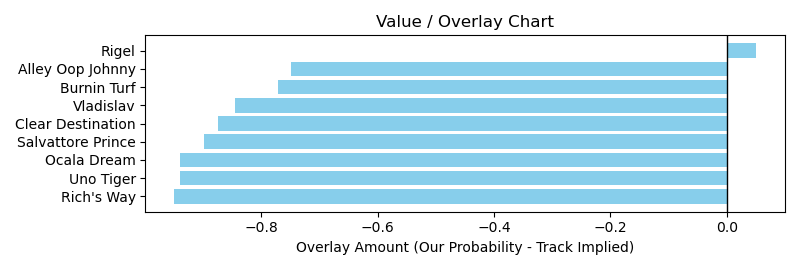 Value / Overlay Chart
Rigel
Alley Oop Johnny
Burnin Turf
Vladislav
Clear Destination
Salvattore Prince
Ocala Dream
Uno Tiger
Rich's Way
−0.8 −0.6 −0.4 −0.2 0.0
Overlay Amount (Our Probability - Track Implied)